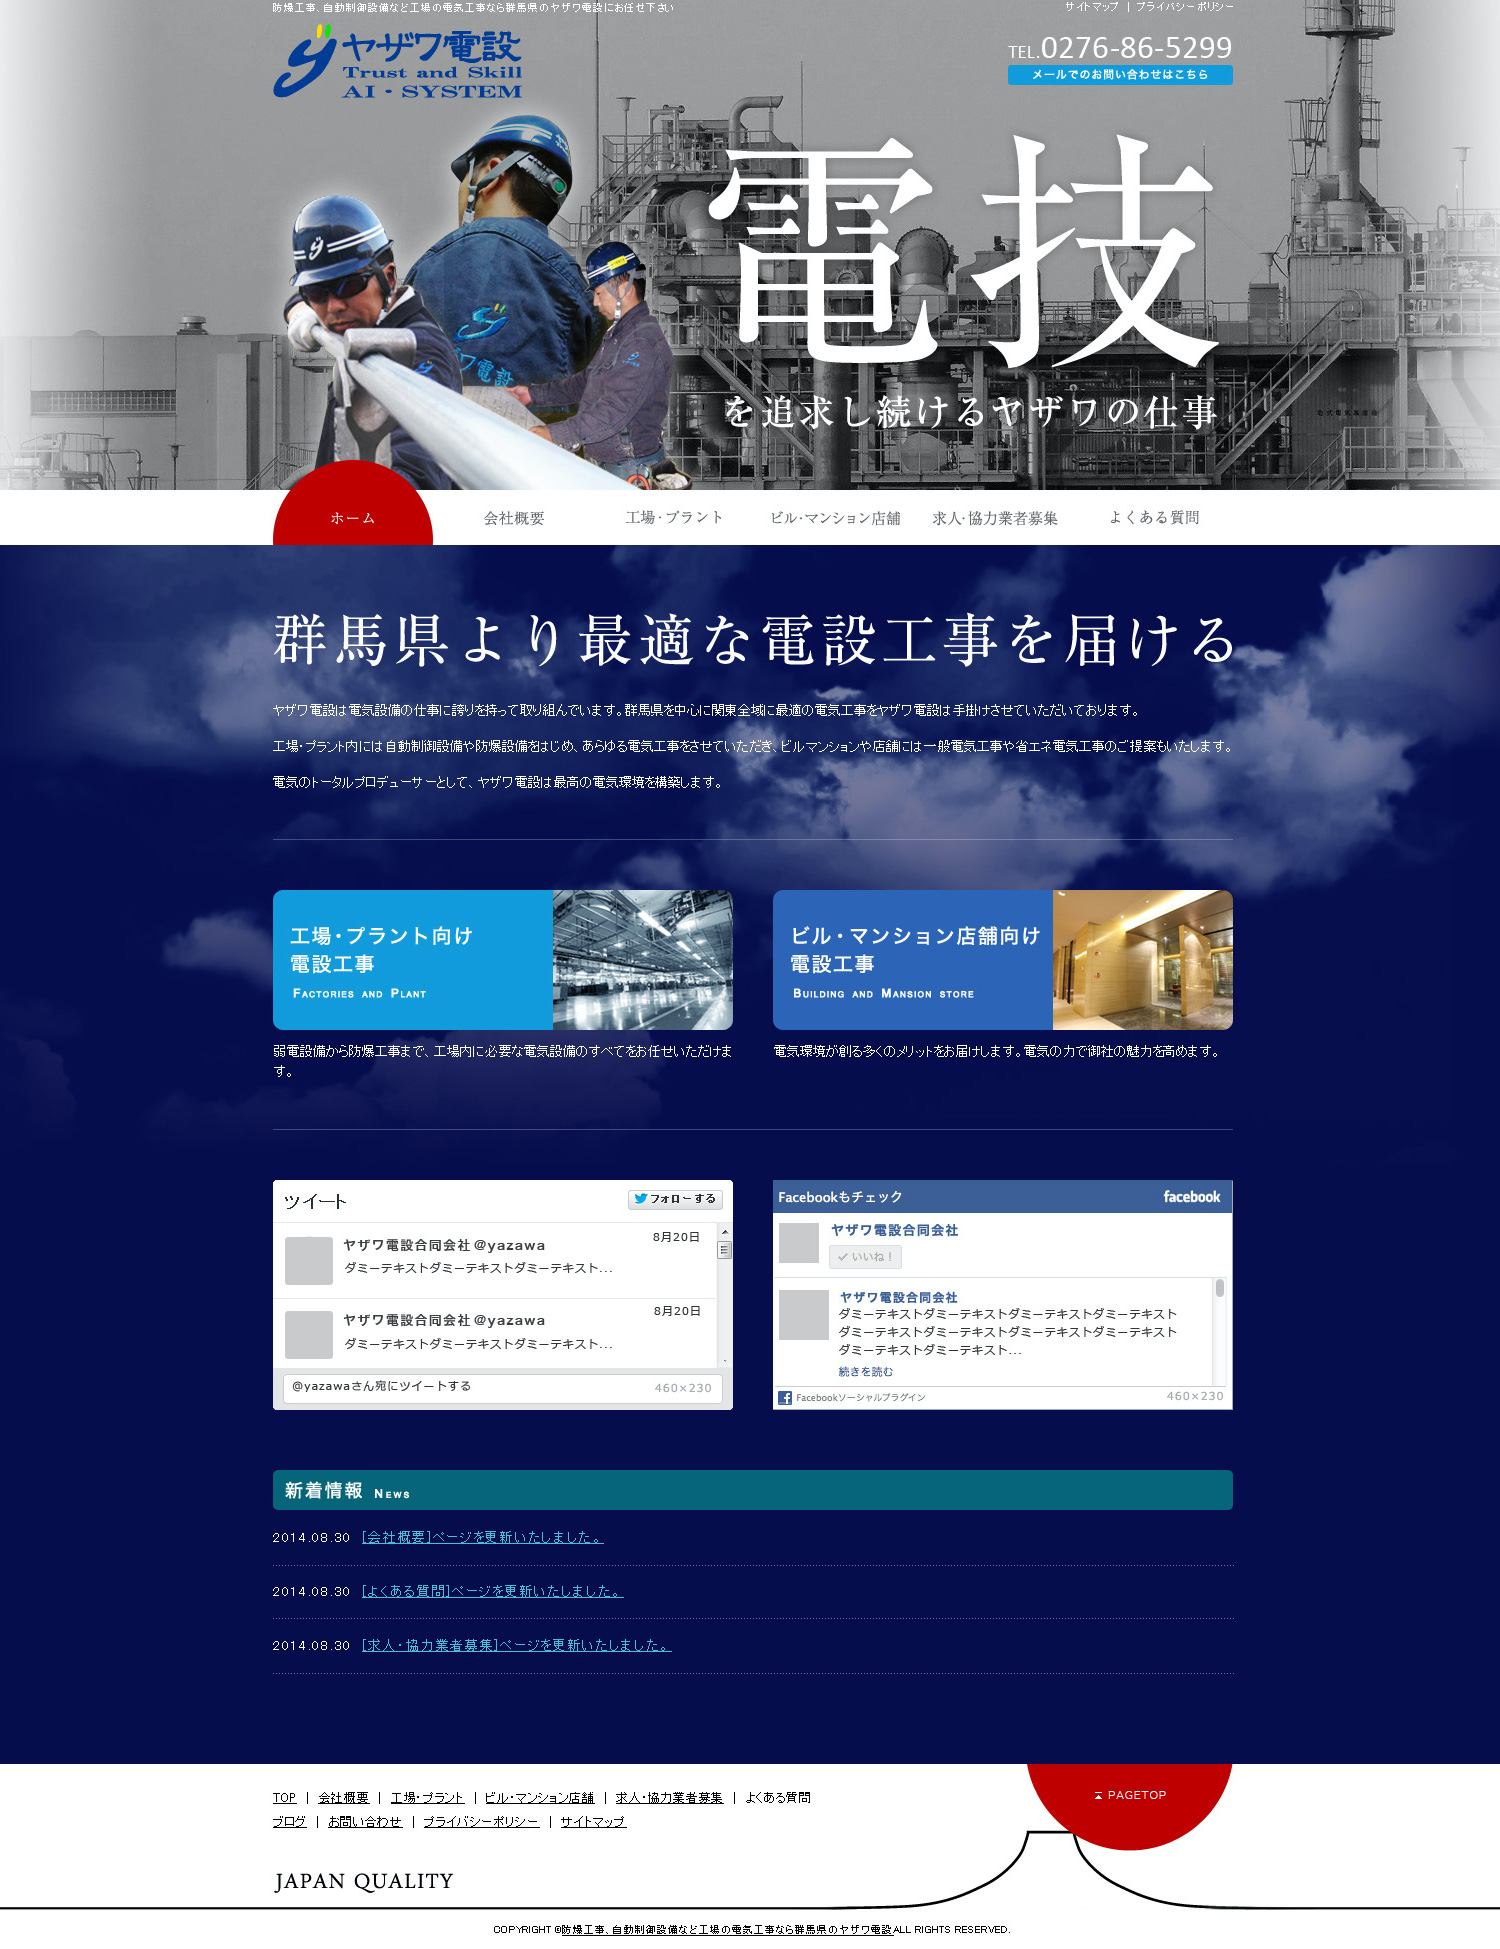 防爆工事、自動制御設備など工場の電気工事なら群馬県のヤザワ電設にお任せ下さい
サイトマップ | プライバシーポリシー
ヤザワ電設
Trust and Skill
AI・SYSTEM
TEL.0276-86-5299
メールでのお問い合わせはこちら
電技
を追求し続けるヤザワの仕事
ホーム
会社概要
工場・プラント
ビル・マンション店舗
求人・協力業者募集
よくある質問
群馬県より最適な電設工事を届ける
ヤザワ電設は電気設備の仕事に誇りを持って取り組んでいます。群馬県を中心に関東全域に最適の電気工事をヤザワ電設は手掛けさせていただいております。
工場・プラント内には自動制御設備や防爆設備をはじめ、あらゆる電気工事をさせていただき、ビルマンションや店舗には一般電気工事や省エネ電気工事のご提案もいたします。
電気のトータルプロデューサーとして、ヤザワ電設は最高の電気環境を構築します。
工場・プラント向け
電設工事
Factories and Plant
弱電設備から防爆工事まで、工場内に必要な電気設備のすべてをお任せいただけま
す。
ビル・マンション店舗向け
電設工事
Building and Mansion store
電気環境が創る多くのメリットをお届けします。電気の力で御社の魅力を高めます。
ツイート
フォローする
ヤザワ電設合同会社@yazawa
8月20日
ダミーテキストダミーテキストダミーテキスト...
ヤザワ電設合同会社@yazawa
8月20日
ダミーテキストダミーテキストダミーテキスト...
@yazawaさん宛にツイートする
460×230
Facebookもチェック
facebook
ヤザワ電設合同会社
いいね！
ヤザワ電設合同会社
ダミーテキストダミーテキストダミーテキストダミーテキスト
ダミーテキストダミーテキストダミーテキストダミーテキスト
ダミーテキストダミーテキスト...
続きを読む
Facebookソーシャルプラグイン
460×230
新着情報 News
2014.08.30 [会社概要]ページを更新いたしました。
2014.08.30 [よくある質問]ページを更新いたしました。
2014.08.30 [求人・協力業者募集]ページを更新いたしました。
TOP | 会社概要 | 工場・プラント | ビル・マンション店舗 | 求人・協力業者募集 | よくある質問
ブログ | お問い合わせ | プライバシーポリシー | サイトマップ
PAGETOP
JAPAN QUALITY
COPYRIGHT ©防爆工事、自動制御設備など工場の電気工事なら群馬県のヤザワ電設 ALL RIGHTS RESERVED.